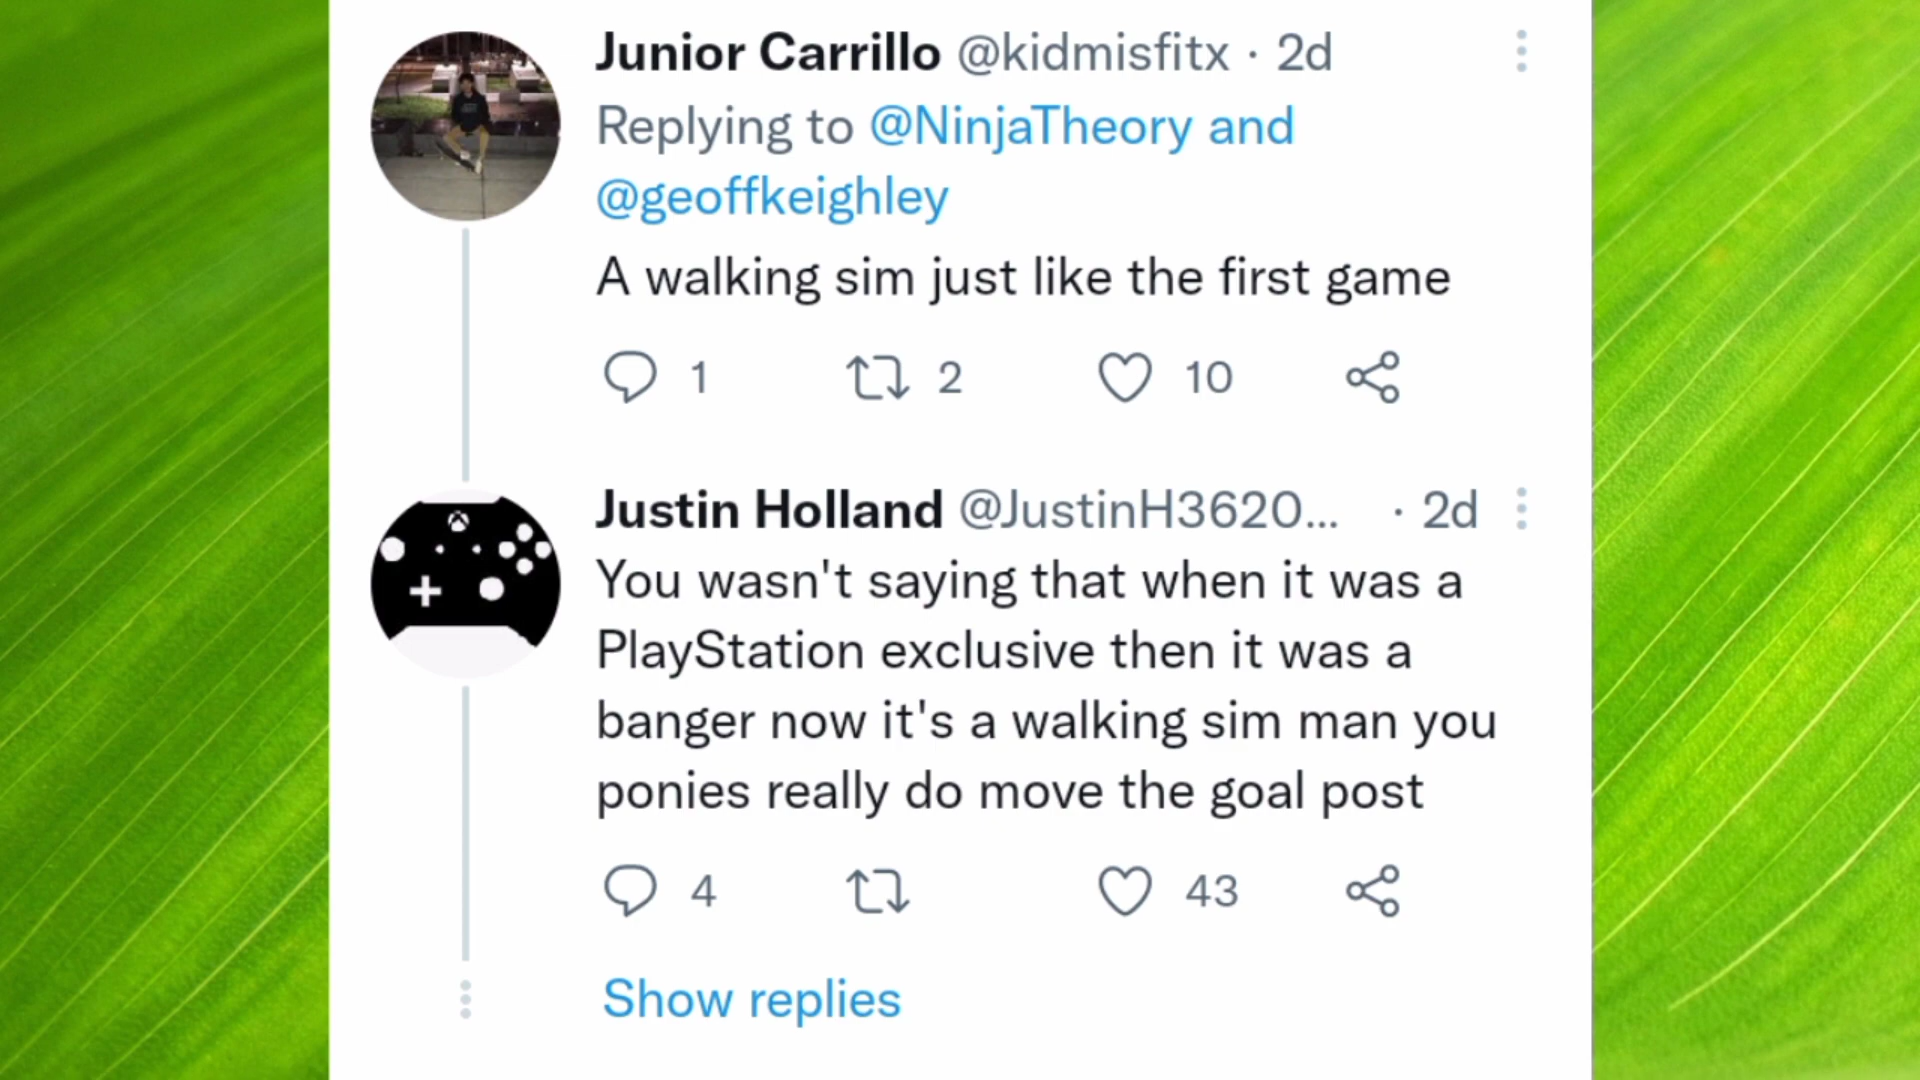 Junior Carrillo @kidmisfitx · 2d
Replying to @NinjaTheory and
@geoffkeighley
A walking sim just like the first game
1 2 10
Justin Holland @JustinH3620... · 2d
You wasn't saying that when it was a
PlayStation exclusive then it was a
banger now it's a walking sim man you
ponies really do move the goal post
4 43
Show replies